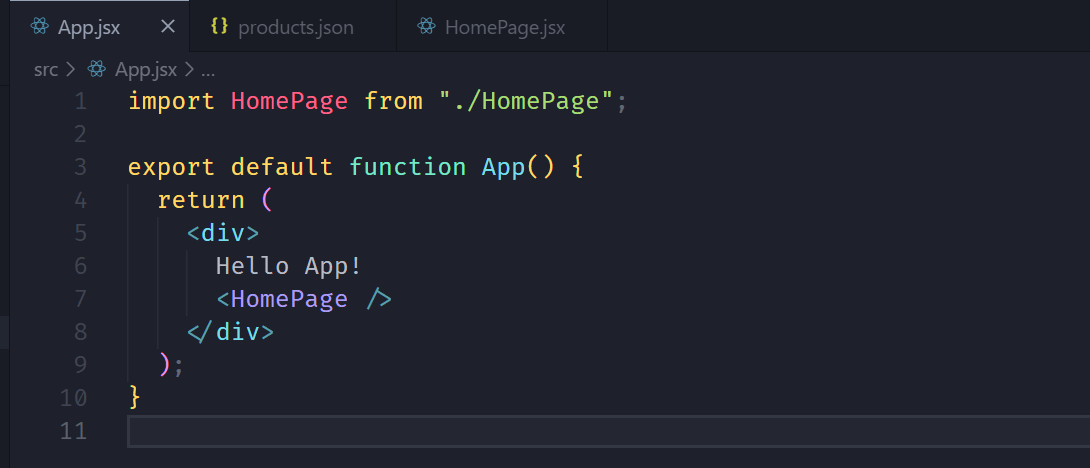 App.jsx × {} products.json HomePage.jsx
src > App.jsx > ...
1 import HomePage from "./HomePage";
2
3 export default function App() {
4   return (
5     <div>
6       Hello App!
7       <HomePage />
8     </div>
9   );
10 }
11